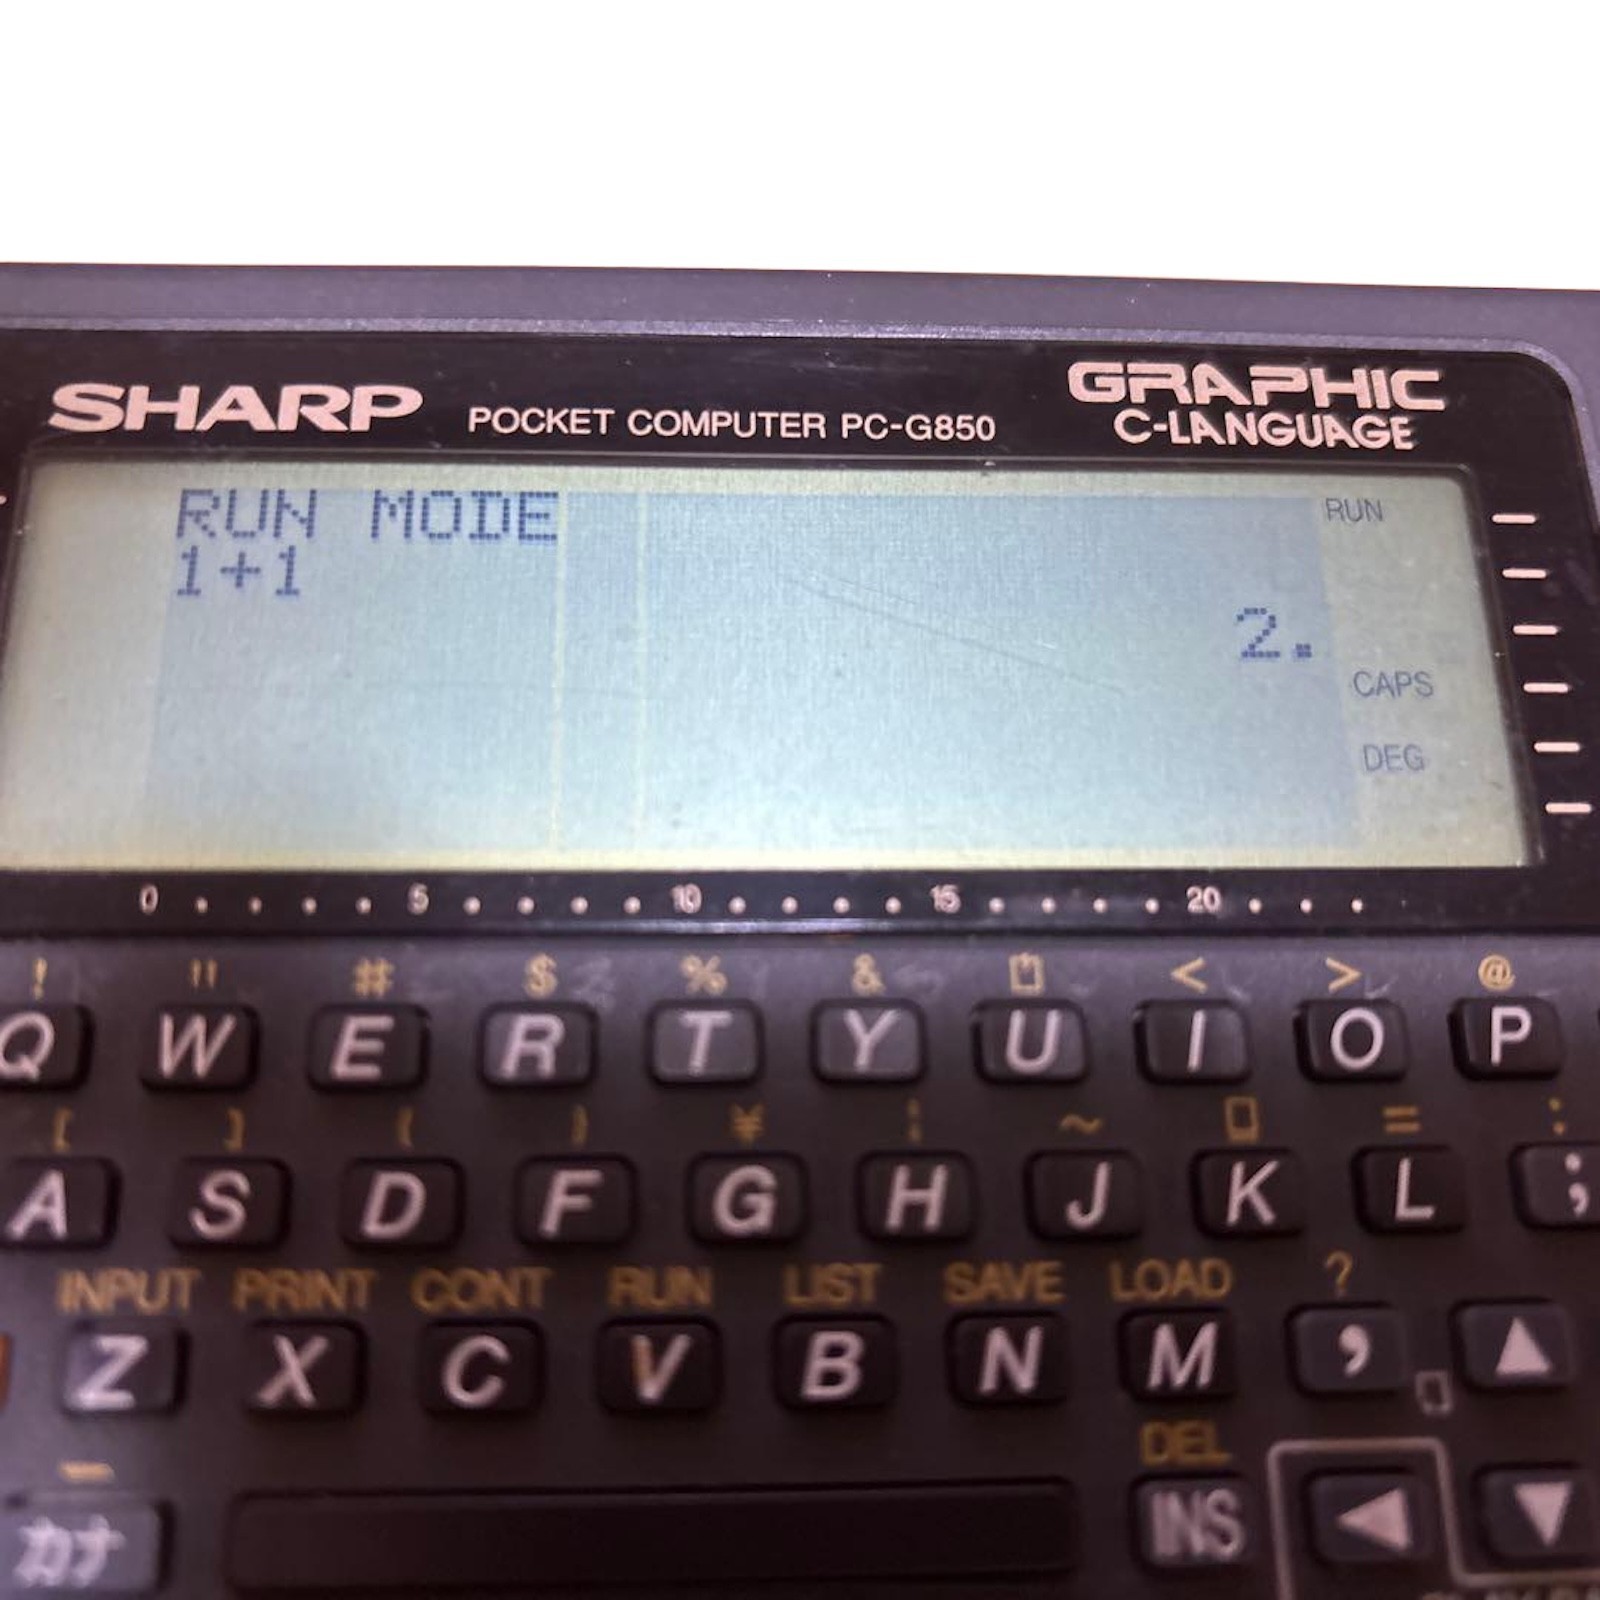 SHARP POCKET COMPUTER PC-G850 GRAPHIC C-LANGUAGE
RUN MODE RUN
1+1
2.
CAPS
DEG
0 5 10 15 20
! " # $ % & < > @
Q W E R T Y U I O P
[ ] ( ) ¥ ¦ ~ = :
A S D F G H J K L ;
INPUT PRINT CONT RUN LIST SAVE LOAD ?
Z X C V B N M , ▲
DEL
カナ INS ◀ ▼